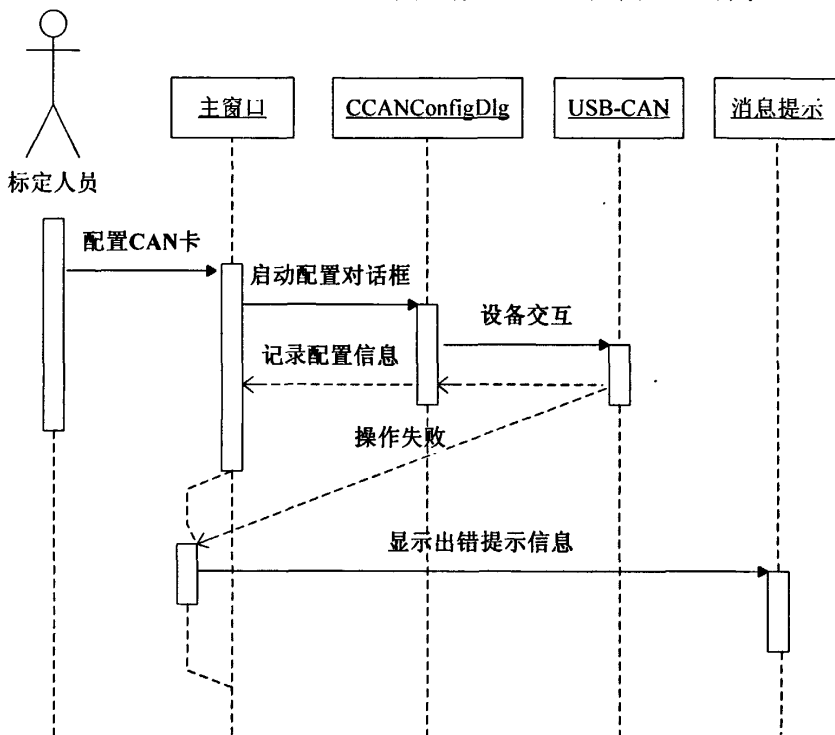 主窗口
CCANConfigDlg
USB-CAN
消息提示
标定人员
配置CAN卡
启动配置对话框
设备交互
记录配置信息
操作失败
显示出错提示信息